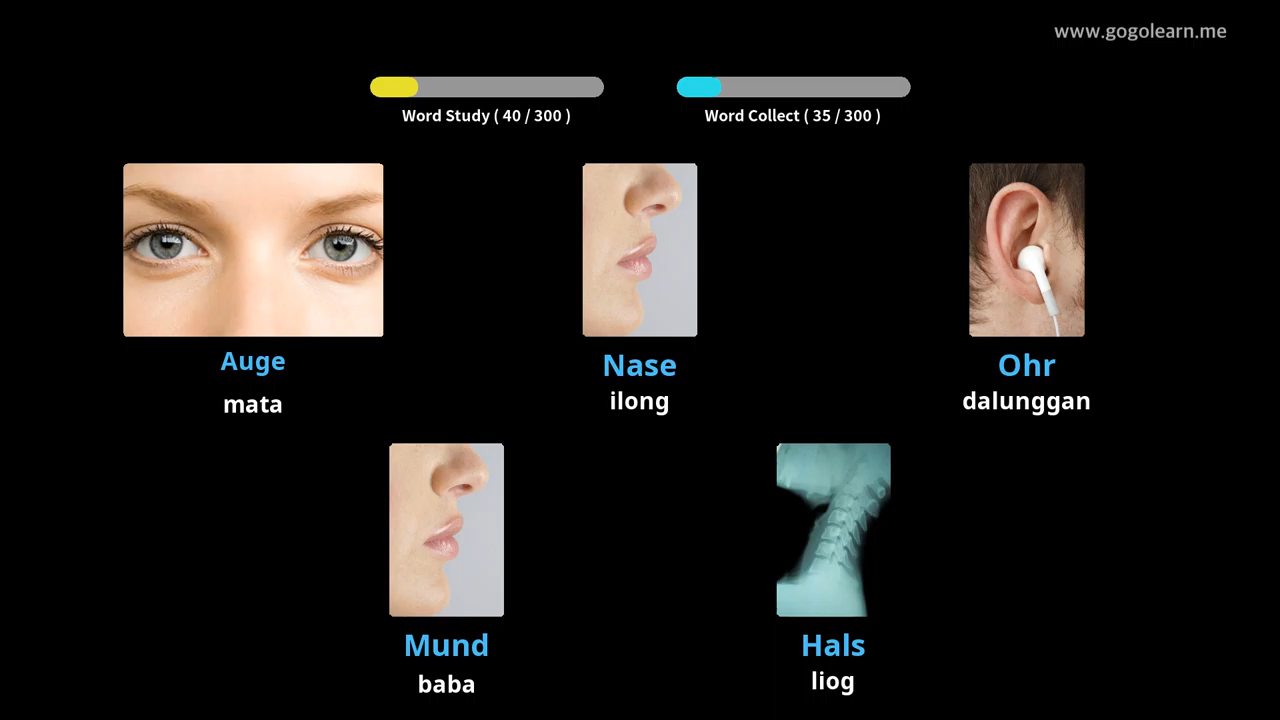 www.gogolearn.me
Word Study ( 40 / 300 )
Word Collect ( 35 / 300 )
Auge
mata
Nase
ilong
Ohr
dalunggan
Mund
baba
Hals
liog